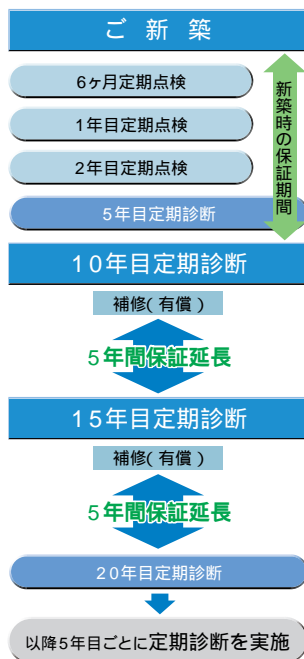 ご新築
6ヶ月定期点検
1年目定期点検
2年目定期点検
5年目定期診断
新築時の保証期間
10年目定期診断
補修(有償)
5年間保証延長
15年目定期診断
補修(有償)
5年間保証延長
20年目定期診断
以降5年目ごとに定期診断を実施